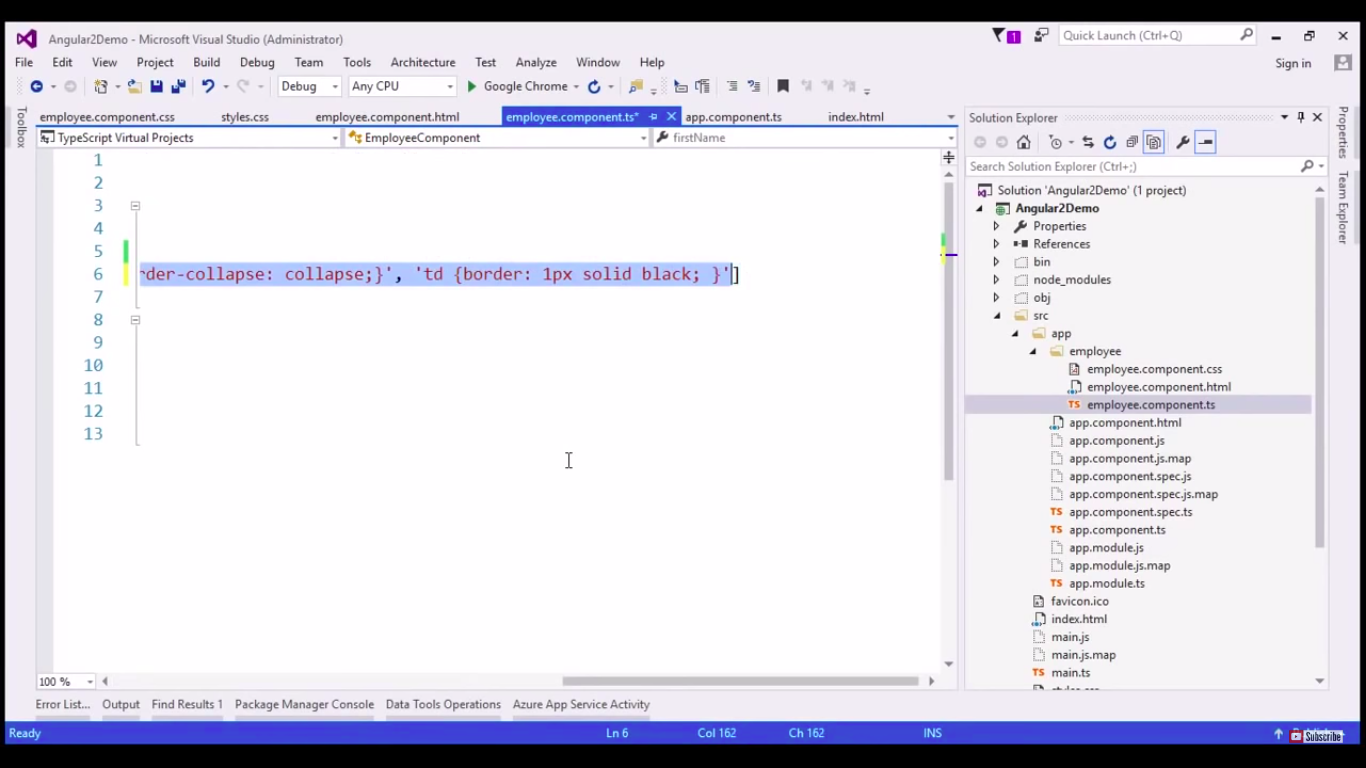 Angular2Demo - Microsoft Visual Studio (Administrator)
1
Quick Launch (Ctrl+Q)
File Edit View Project Build Debug Team Tools Architecture Test Analyze Window Help
Sign in
Debug Any CPU Google Chrome
Toolbox
employee.component.css styles.css employee.component.html employee.component.ts* app.component.ts index.html
TypeScript Virtual Projects EmployeeComponent firstName
1
2
3
4
5
6 rder-collapse: collapse;}', 'td {border: 1px solid black; }']
7
8
9
10
11
12
13
100 %
Solution Explorer
Search Solution Explorer (Ctrl+;)
Solution 'Angular2Demo' (1 project)
Angular2Demo
Properties
References
bin
node_modules
obj
src
app
employee
employee.component.css
employee.component.html
TS employee.component.ts
app.component.html
app.component.js
app.component.js.map
app.component.spec.js
app.component.spec.js.map
TS app.component.spec.ts
TS app.component.ts
app.module.js
app.module.js.map
TS app.module.ts
favicon.ico
index.html
main.js
main.js.map
TS main.ts
Properties
Team Explorer
Error List... Output Find Results 1 Package Manager Console Data Tools Operations Azure App Service Activity
Ready Ln 6 Col 162 Ch 162 INS
Subscribe